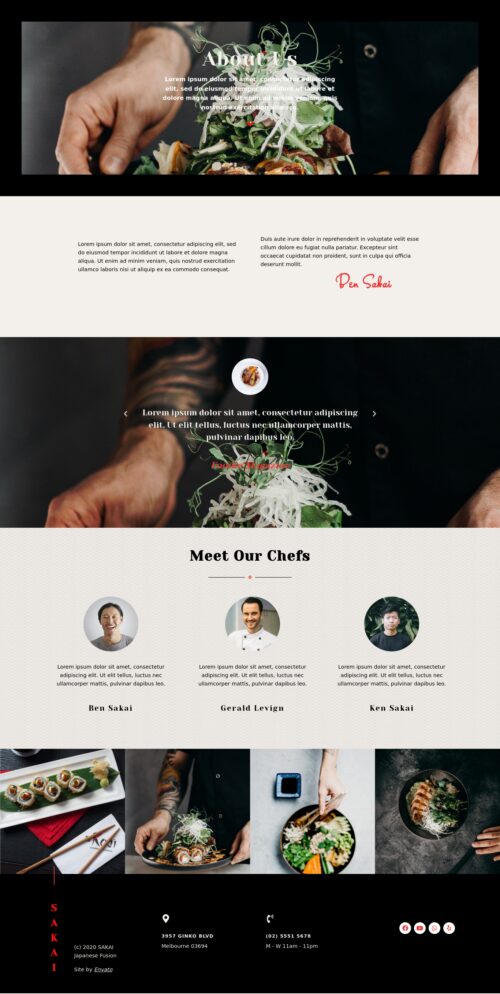 About Us
Lorem ipsum dolor sit amet, consectetur adipiscing
elit, sed do eiusmod tempor incididunt ut labore et
dolore magna aliqua. Ut enim ad minim veniam, quis
nostrud exercitation ullamco.
Lorem ipsum dolor sit amet, consectetur adipiscing elit, sed
do eiusmod tempor incididunt ut labore et dolore magna
aliqua. Ut enim ad minim veniam, quis nostrud exercitation
ullamco laboris nisi ut aliquip ex ea commodo consequat.
Duis aute irure dolor in reprehenderit in voluptate velit esse
cillum dolore eu fugiat nulla pariatur. Excepteur sint
occaecat cupidatat non proident, sunt in culpa qui officia
deserunt mollit.
Ben Sakai
Lorem ipsum dolor sit amet, consectetur adipiscing
elit. Ut elit tellus, luctus nec ullamcorper mattis,
pulvinar dapibus leo.
Meet Our Chefs
Lorem ipsum dolor sit amet, consectetur
adipiscing elit. Ut elit tellus, luctus nec
ullamcorper mattis, pulvinar dapibus leo.
Ben Sakai
Lorem ipsum dolor sit amet, consectetur
adipiscing elit. Ut elit tellus, luctus nec
ullamcorper mattis, pulvinar dapibus leo.
Gerald Levign
Lorem ipsum dolor sit amet, consectetur
adipiscing elit. Ut elit tellus, luctus nec
ullamcorper mattis, pulvinar dapibus leo.
Ken Sakai
SAKAI
(c) 2020 SAKAI
Japanese Fusion
Site by Envato
3957 GINKO BLVD
Melbourne 03694
(02) 5551 5678
M - W 11am - 11pm